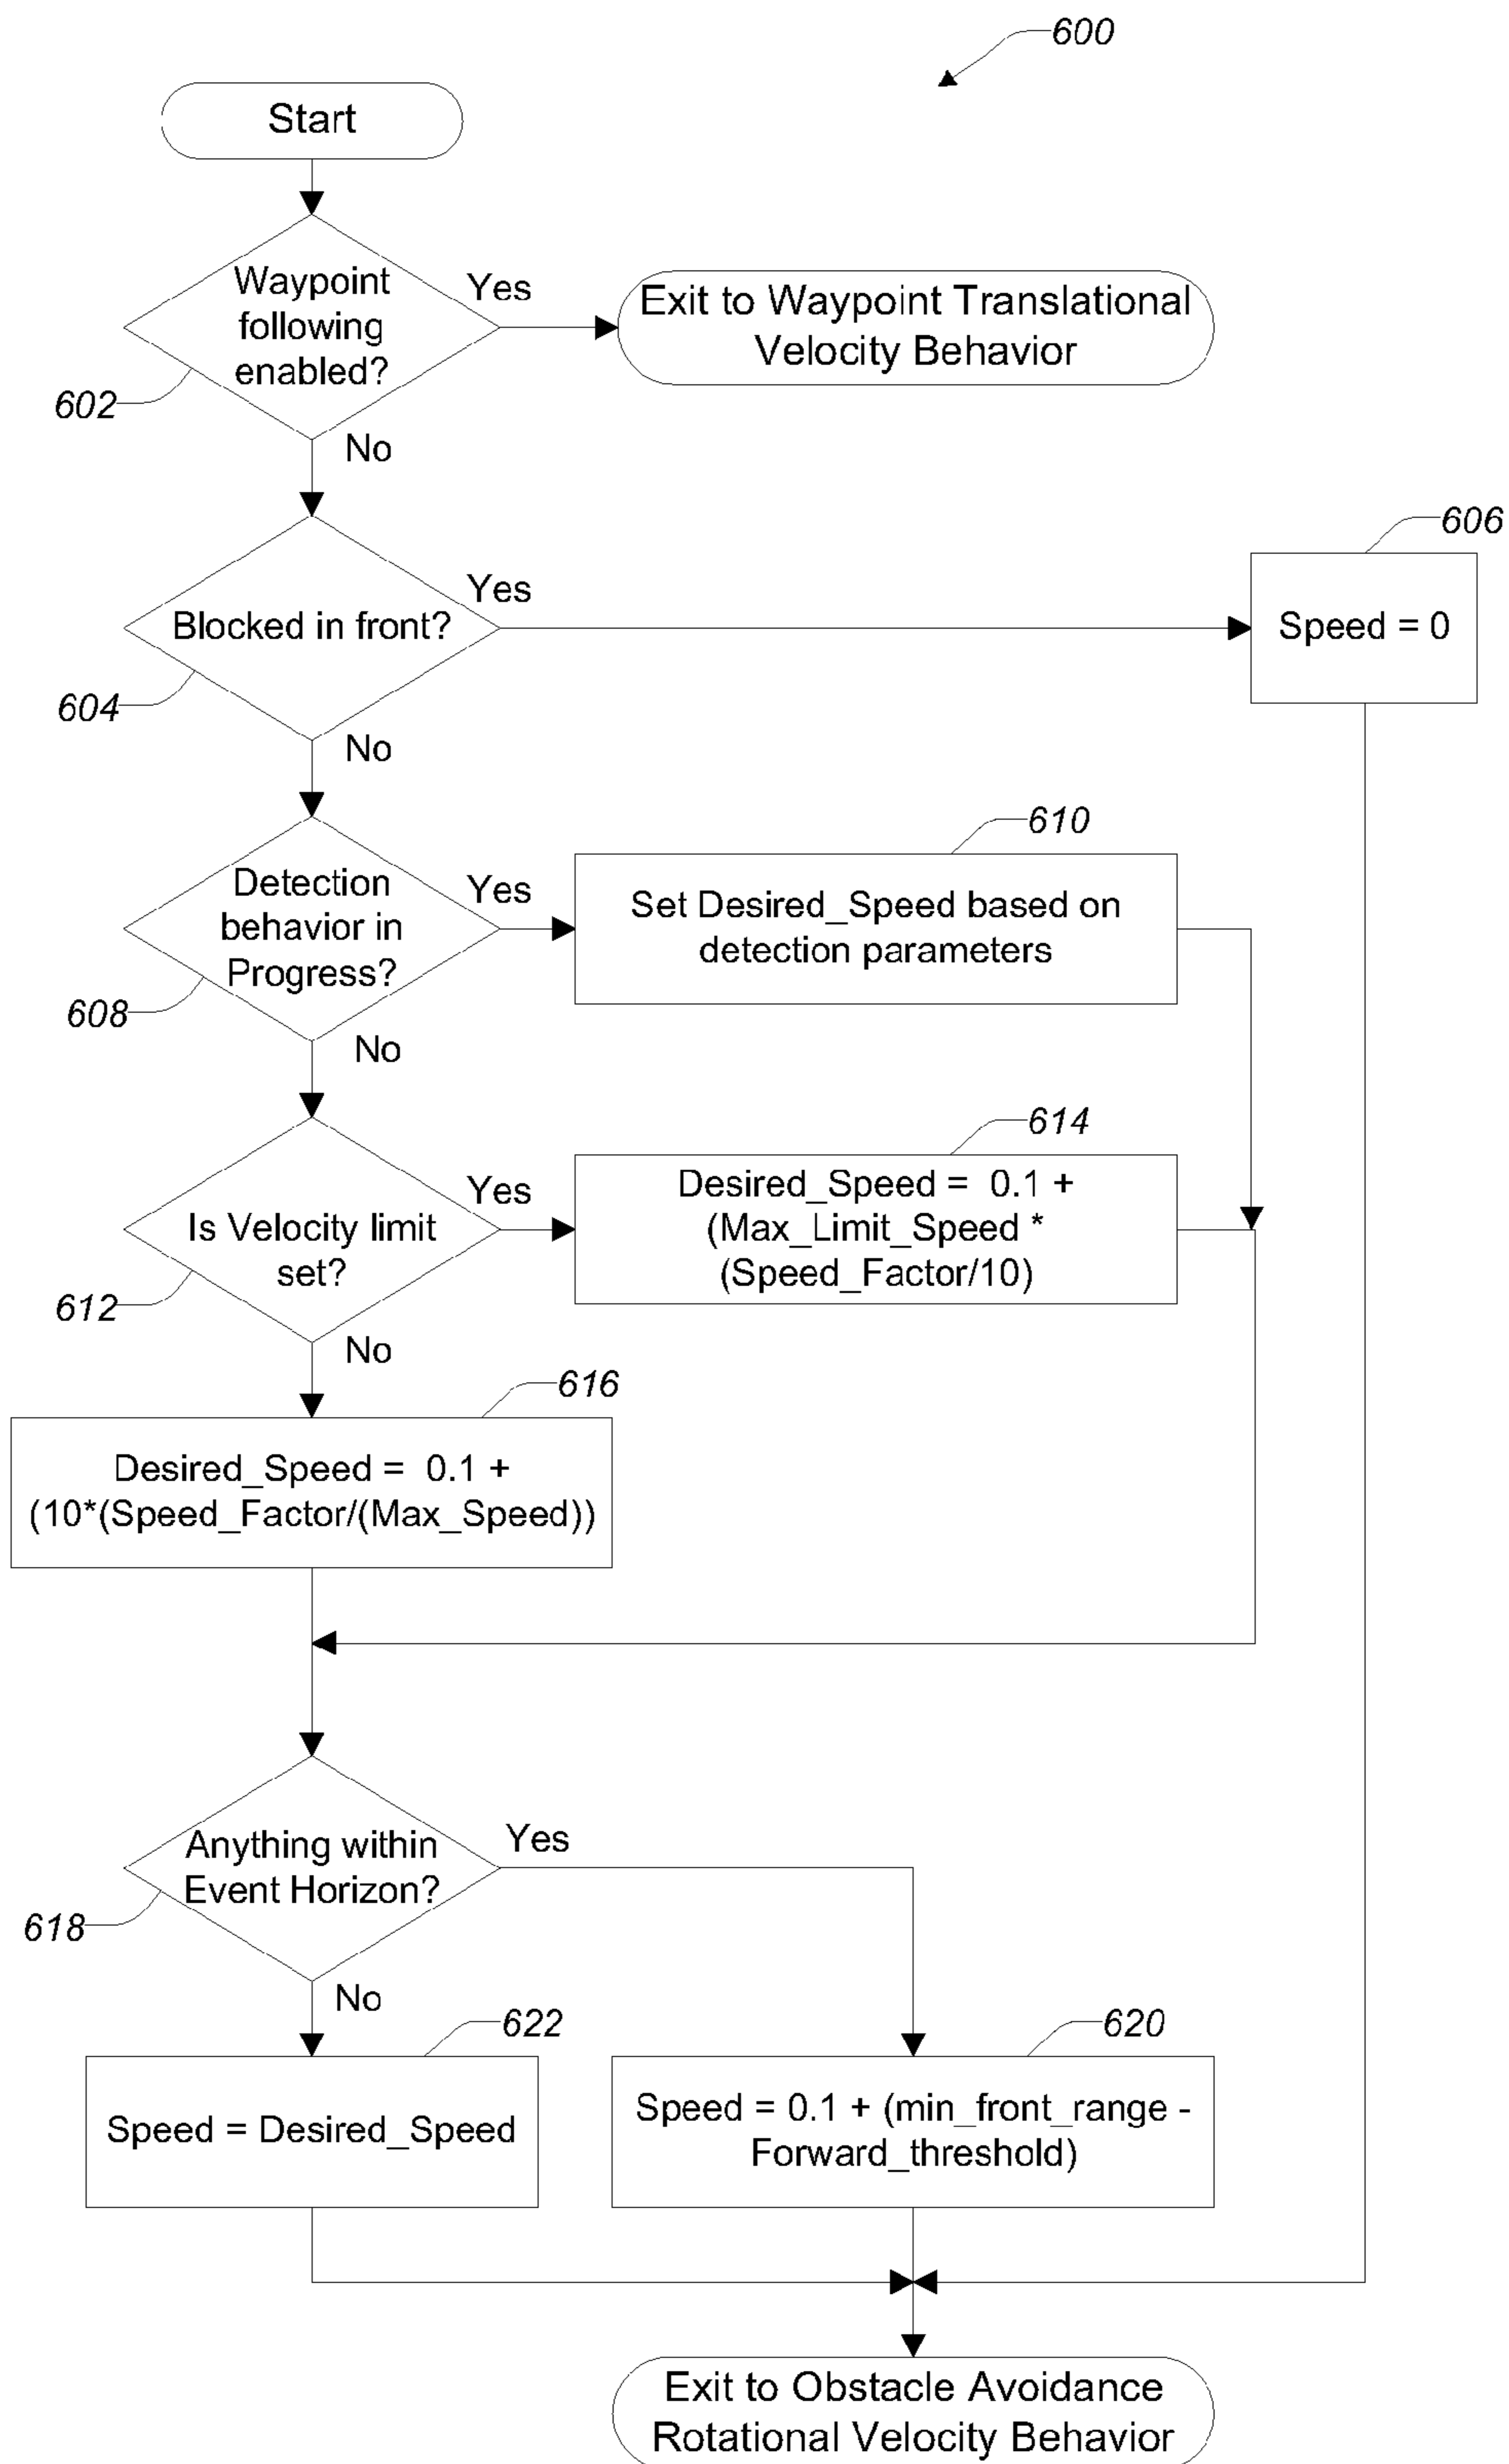 600
Start
Waypoint
following
enabled?
Yes
Exit to Waypoint Translational
Velocity Behavior
602
No
606
Blocked in front?
Yes
Speed = 0
604
No
610
Detection
behavior in
Progress?
Yes
Set Desired_Speed based on
detection parameters
608
No
614
Is Velocity limit
set?
Yes
Desired_Speed = 0.1 +
(Max_Limit_Speed *
(Speed_Factor/10)
612
No
616
Desired_Speed = 0.1 +
(10*(Speed_Factor/(Max_Speed))
Anything within
Event Horizon?
Yes
618
No
622
620
Speed = Desired_Speed
Speed = 0.1 + (min_front_range -
Forward_threshold)
Exit to Obstacle Avoidance
Rotational Velocity Behavior